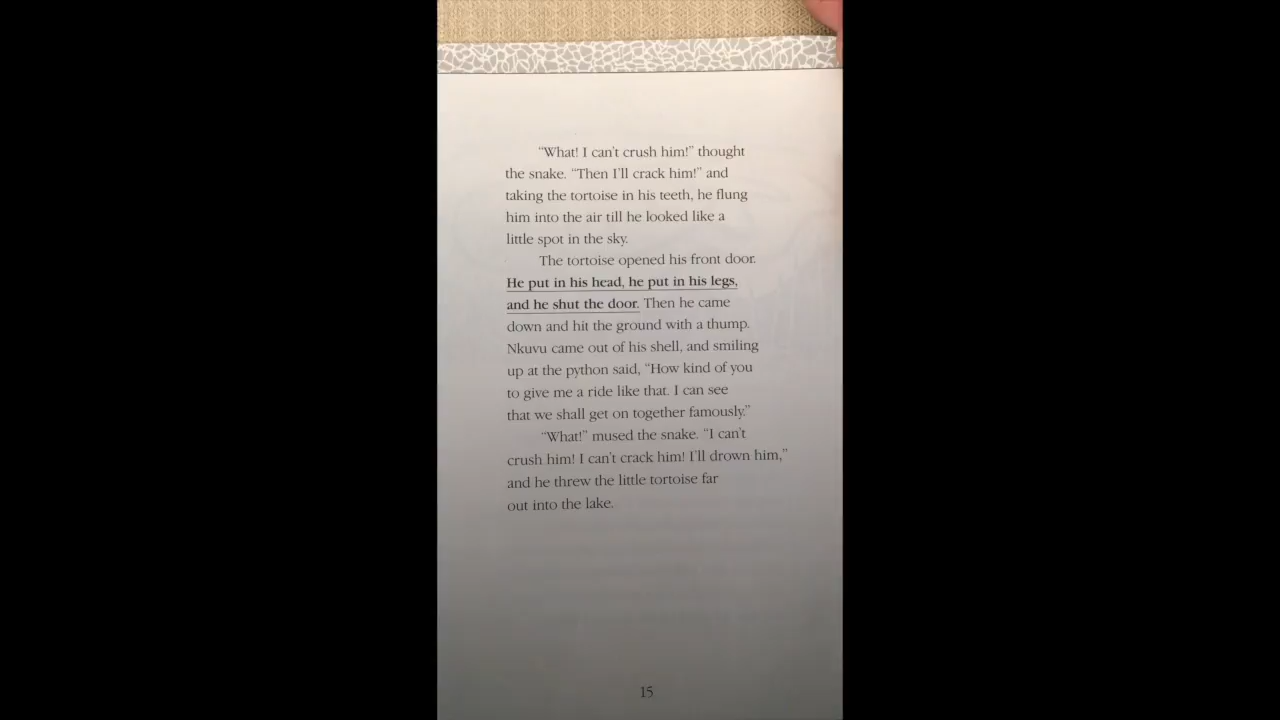 “What! I can’t crush him!” thought
the snake. “Then I’ll crack him!” and
taking the tortoise in his teeth, he flung
him into the air till he looked like a
little spot in the sky.
The tortoise opened his front door.
He put in his head, he put in his legs,
and he shut the door. Then he came
down and hit the ground with a thump.
Nkuvu came out of his shell, and smiling
up at the python said, “How kind of you
to give me a ride like that. I can see
that we shall get on together famously.”
“What!” mused the snake. “I can’t
crush him! I can’t crack him! I’ll drown him,”
and he threw the little tortoise far
out into the lake.
15